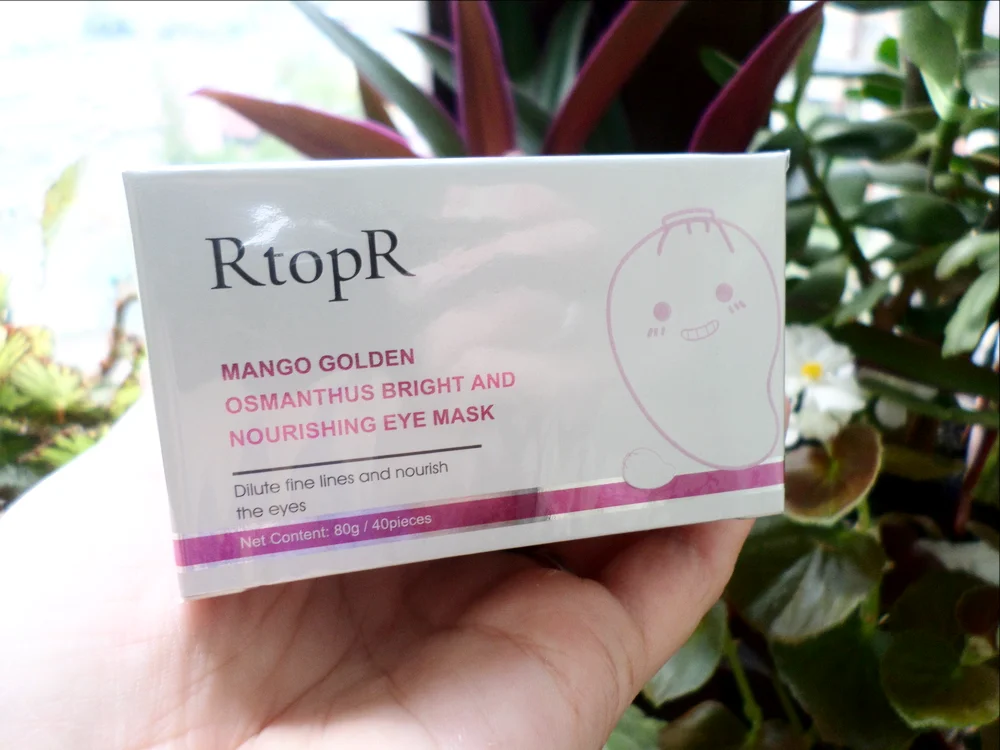 RtopR
MANGO GOLDEN
OSMANTHUS BRIGHT AND
NOURISHING EYE MASK
Dilute fine lines and nourish
the eyes
Net Content: 80g / 40pieces